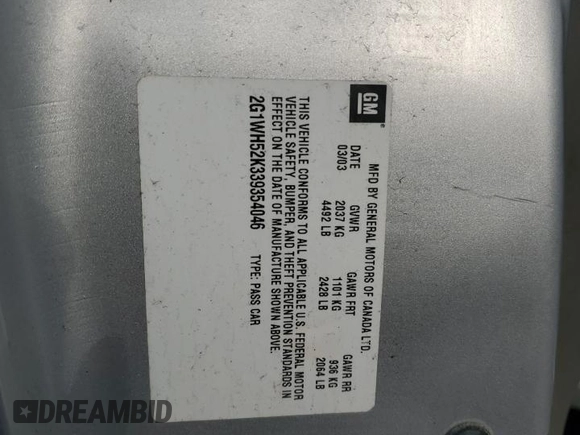 GM
MFD BY GENERAL MOTORS OF CANADA LTD.
DATE GVWR GAWR FRT GAWR RR
03/03 2037 KG 1101 KG 936 KG
4492 LB 2428 LB 2064 LB
THIS VEHICLE CONFORMS TO ALL APPLICABLE U.S. FEDERAL MOTOR
VEHICLE SAFETY, BUMPER, AND THEFT PREVENTION STANDARDS IN
EFFECT ON THE DATE OF MANUFACTURE SHOWN ABOVE.
2G1WH52K339354046 TYPE: PASS CAR
DREAMBID